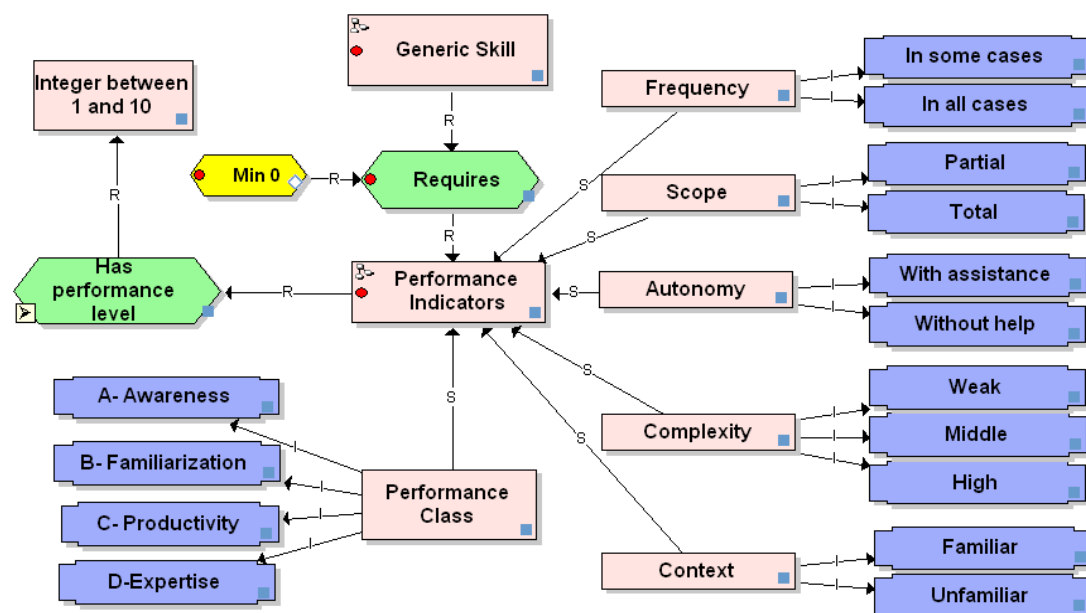 Generic Skill
Integer between
1 and 10
R
R
Min 0
R
Requires
R
Has
performance
level
R
Performance
Indicators
Frequency
In some cases
In all cases
I
I
S
Scope
Partial
Total
I
I
S
Autonomy
With assistance
Without help
I
I
S
Complexity
Weak
Middle
High
I
I
I
S
Context
Familiar
Unfamiliar
I
I
S
S
Performance
Class
A- Awareness
B- Familiarization
C- Productivity
D-Expertise
I
I
I
I